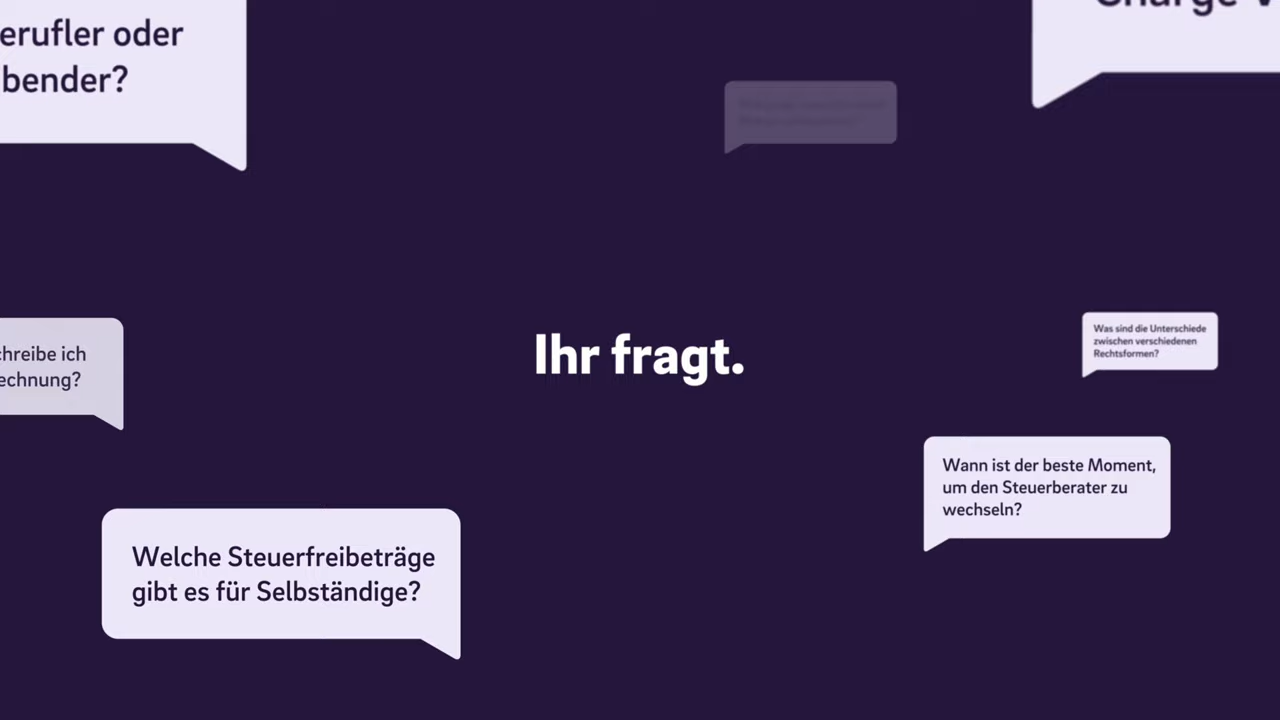 erufler oder
bender?
Ihr fragt.
Was sind die Unterschiede
zwischen verschiedenen
Rechtsformen?
chreibe ich
echnung?
Wann ist der beste Moment,
um den Steuerberater zu
wechseln?
Welche Steuerfreibeträge
gibt es für Selbständige?